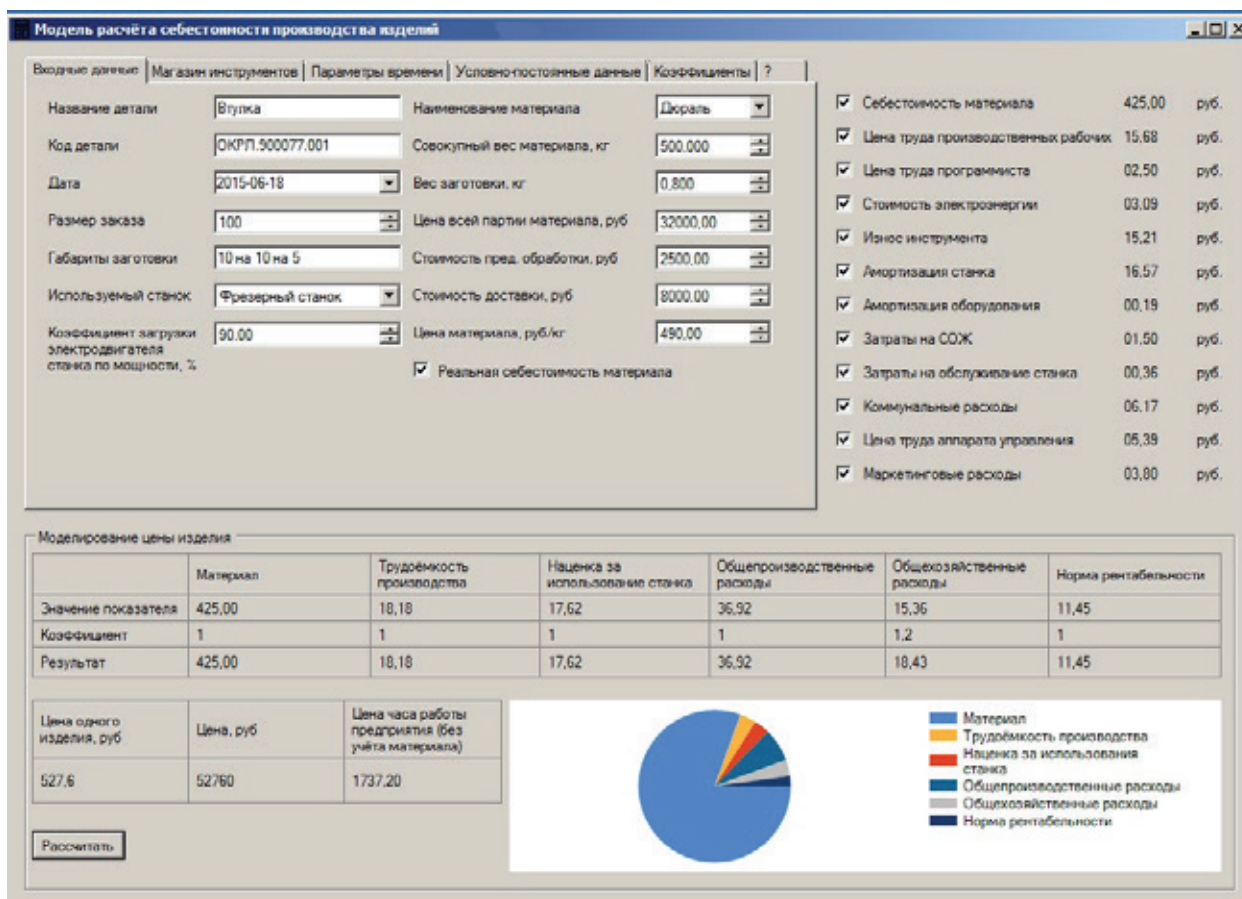 Модель расчёта себестоимости производства изделий
Входные данные Магазин инструментов Параметры времени Условно-постоянные данные Коэффициенты ?
Название детали Втулка
Код детали ОКРП.900077.001
Дата 2015-06-18
Размер заказа 100
Габариты заготовки 10 на 10 на 5
Используемый станок Фрезерный станок
Коэффициент загрузки
электродвигателя
станка по мощности, % 90.00
Наименование материала Дюраль
Совокупный вес материала, кг 500.000
Вес заготовки, кг 0,800
Цена всей партии материала, руб 32000,00
Стоимость пред. обработки, руб 2500,00
Стоимость доставки, руб 8000.00
Цена материала, руб/кг 490,00
Реальная себестоимость материала
Себестоимость материала 425,00 руб.
Цена труда производственных рабочих 15,68 руб.
Цена труда программиста 02,50 руб.
Стоимость электроэнергии 03,09 руб.
Износ инструмента 15,21 руб.
Амортизация станка 16,57 руб.
Амортизация оборудования 00,19 руб.
Затраты на СОЖ 01,50 руб.
Затраты на обслуживание станка 00,36 руб.
Коммунальные расходы 06.17 руб.
Цена труда аппарата управления 05,39 руб.
Маркетинговые расходы 03,80 руб.
Моделирование цены изделия
Материал Трудоёмкость производства Наценка за использование станка Общепроизводственные расходы Общехозяйственные расходы Норма рентабельности
Значение показателя 425,00 18,18 17,62 36,92 15,36 11,45
Коэффициент 1 1 1 1 1,2 1
Результат 425,00 18,18 17,62 36,92 18,43 11,45
Цена одного изделия, руб Цена, руб Цена часа работы предприятия (без учёта материала)
527,6 52760 1737,20
Рассчитать
Материал
Трудоёмкость производства
Наценка за использования
станка
Общепроизводственные расходы
Общехозяйственные расходы
Норма рентабельности